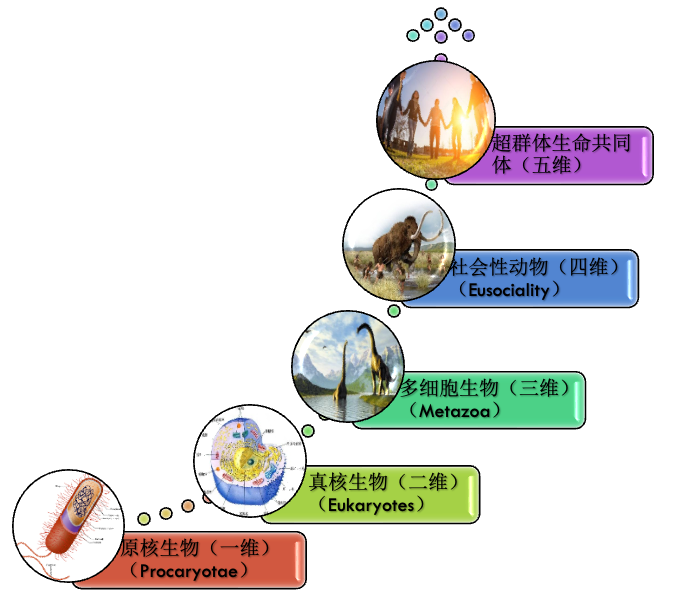 超群体生命共同
体（五维）
社会性动物（四维）
（Eusociality）
多细胞生物（三维）
（Metazoa）
真核生物（二维）
（Eukaryotes）
原核生物（一维）
（Procaryotae）